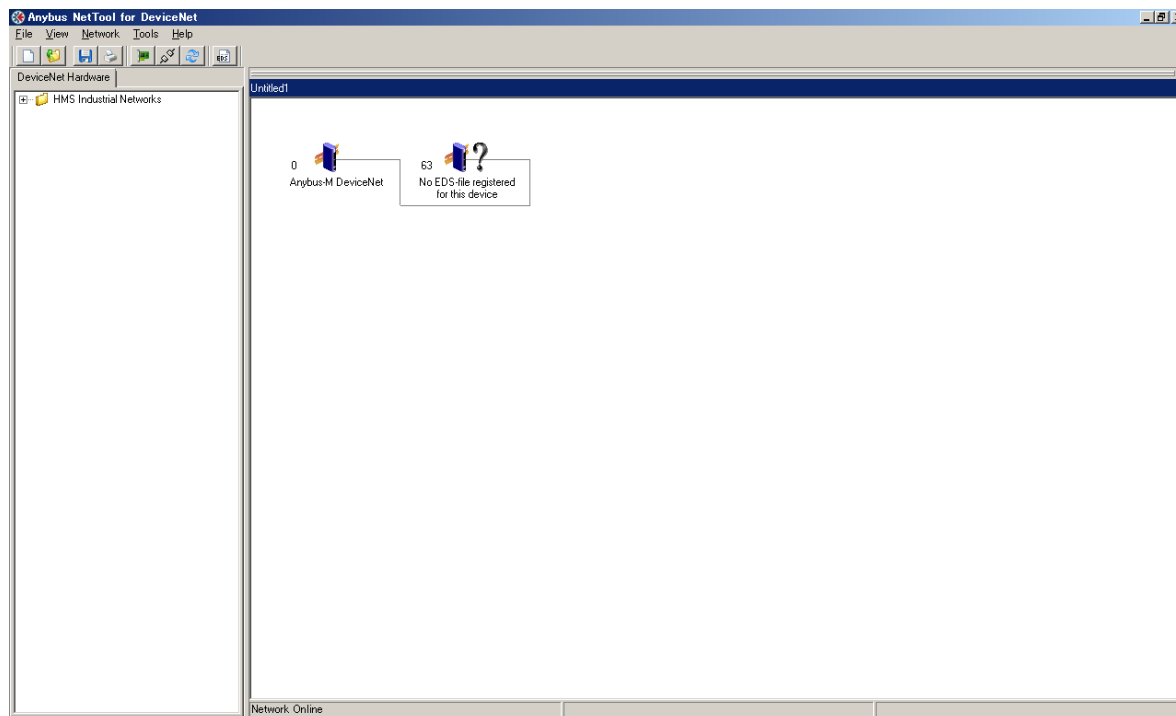 Anybus NetTool for DeviceNet
File View Network Tools Help
EDS
DeviceNet Hardware
HMS Industrial Networks
Untitled1
0
Anybus-M DeviceNet
63
?
No EDS-file registered
for this device
Network Online